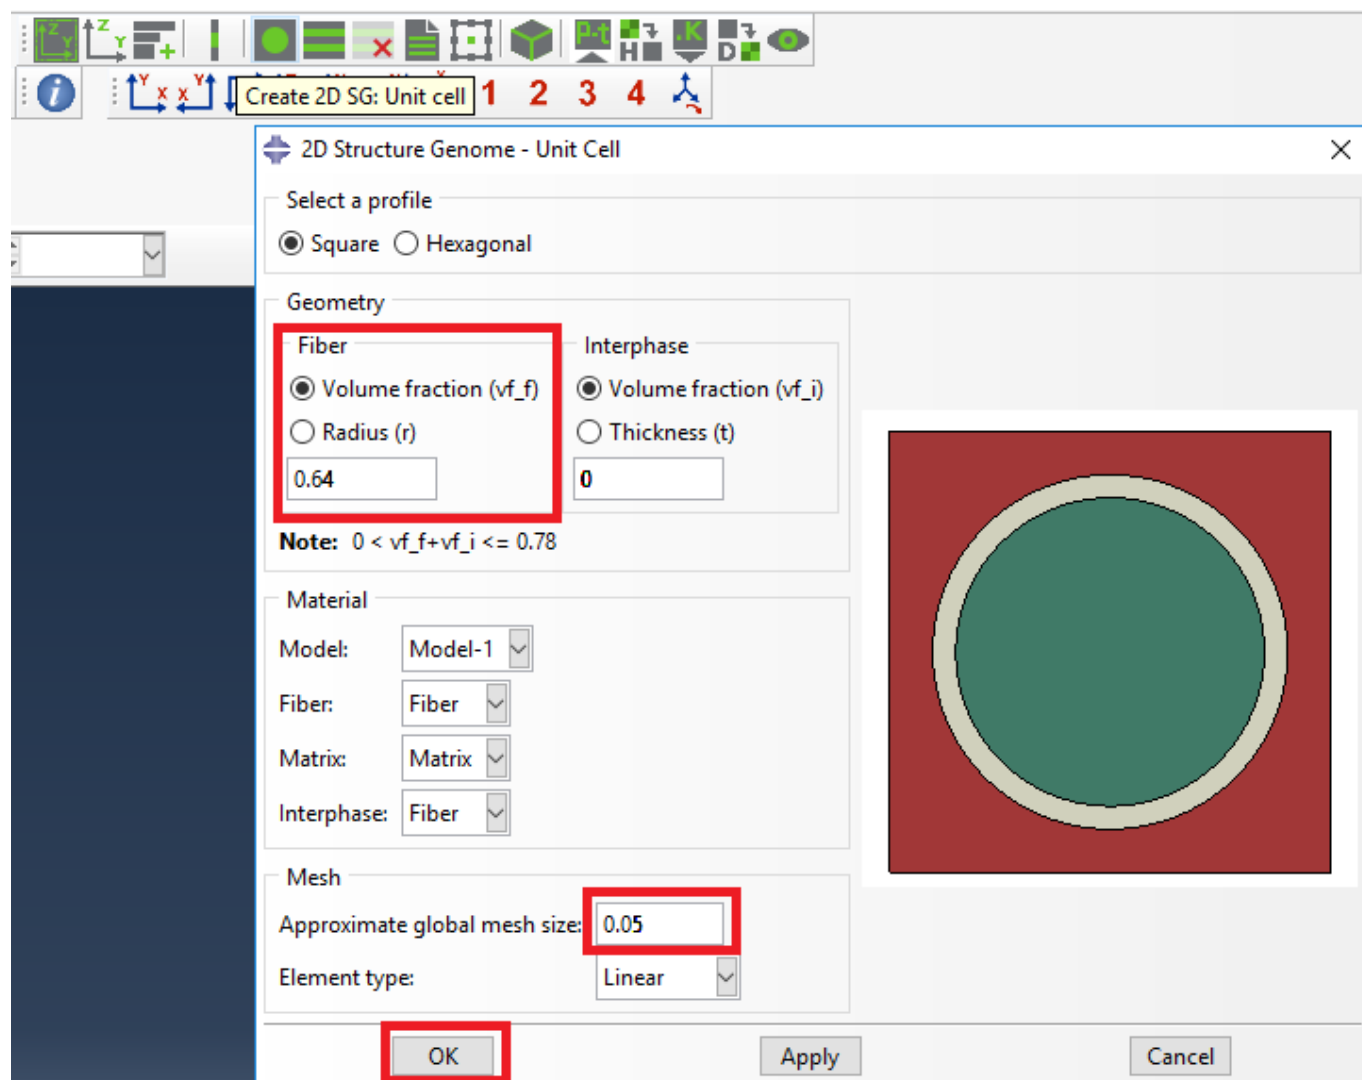 Z
Y
Z
Y
P-t
H
.K
D
i
Y
X
Y
X
Create 2D SG: Unit cell
1 2 3 4
2D Structure Genome - Unit Cell
Select a profile
Square Hexagonal
Geometry
Fiber Interphase
Volume fraction (vf_f) Volume fraction (vf_i)
Radius (r) Thickness (t)
0.64 0
Note: 0 < vf_f+vf_i <= 0.78
Material
Model: Model-1
Fiber: Fiber
Matrix: Matrix
Interphase: Fiber
Mesh
Approximate global mesh size: 0.05
Element type: Linear
OK Apply Cancel